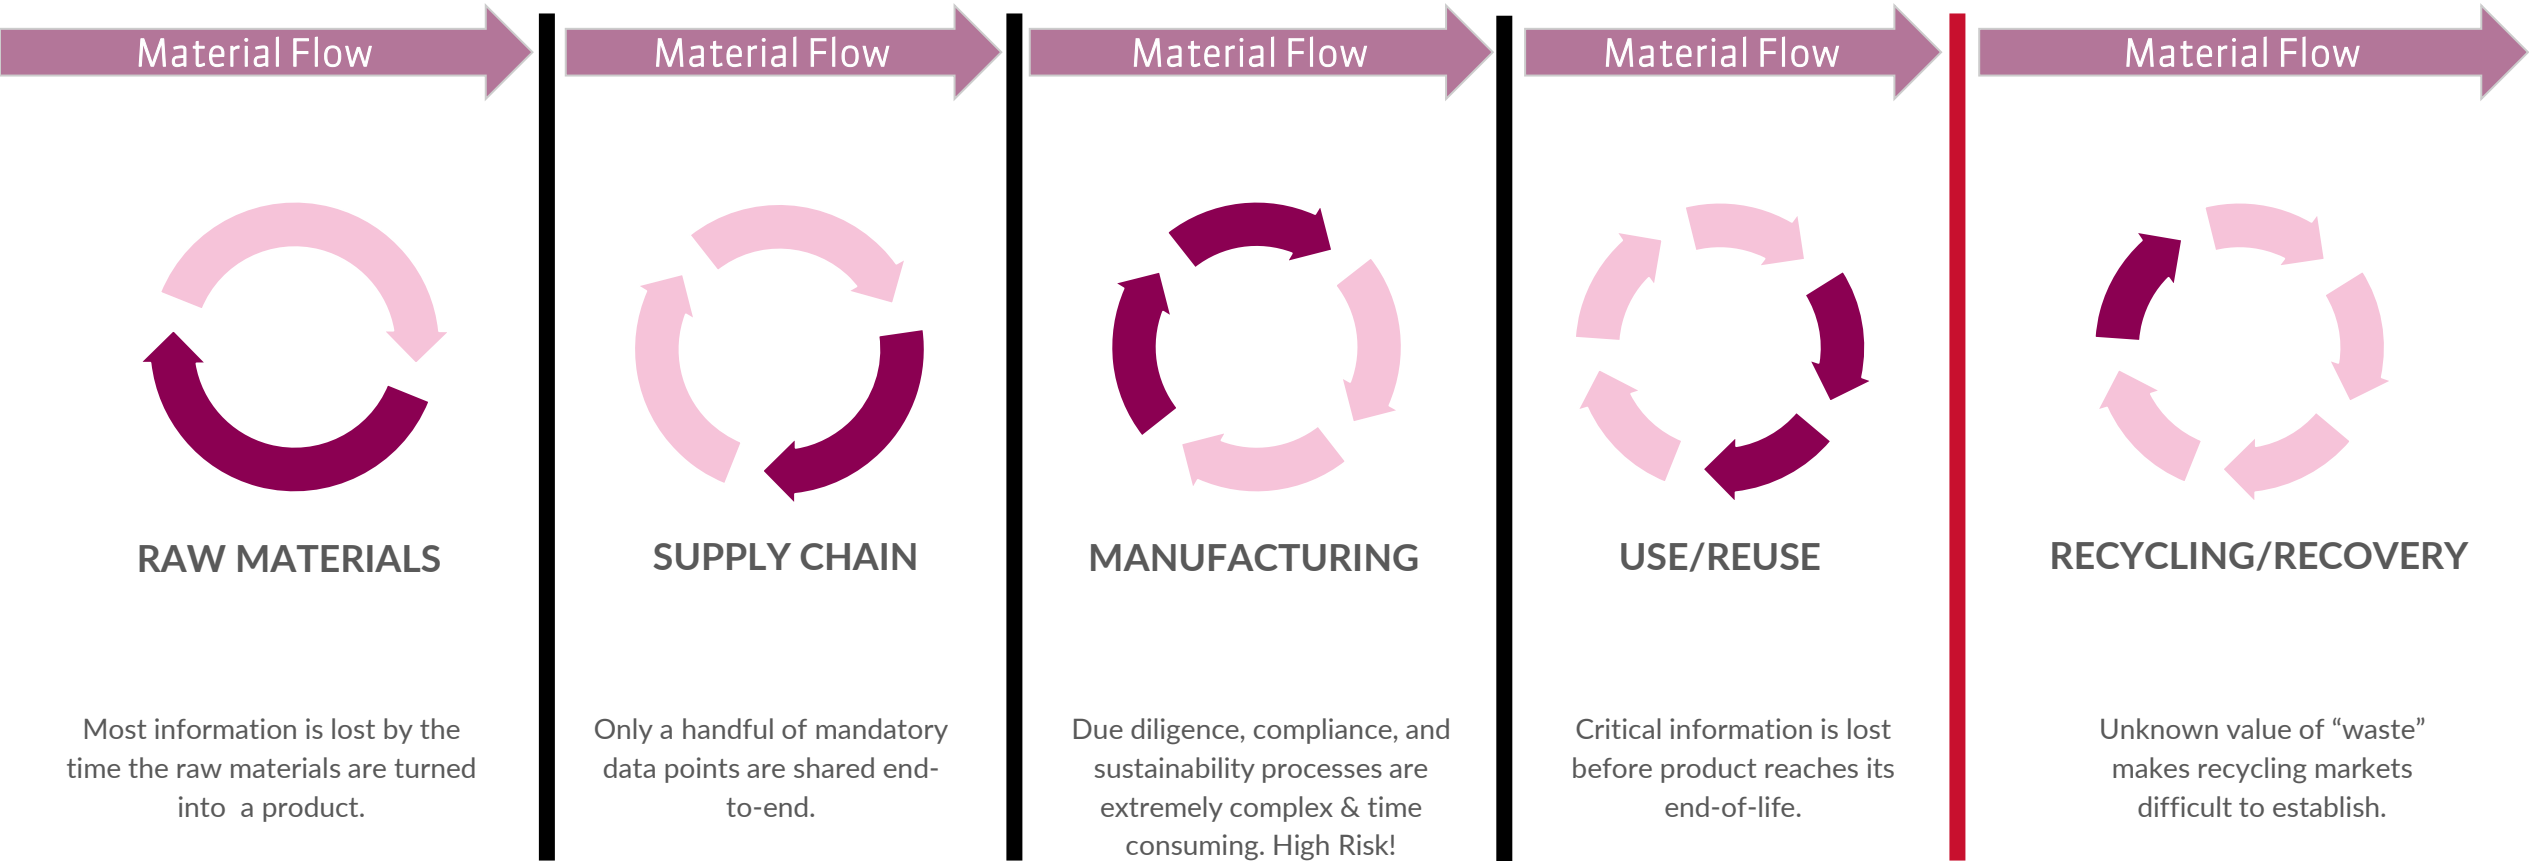 Material Flow
Material Flow
Material Flow
Material Flow
Material Flow
RAW MATERIALS
SUPPLY CHAIN
MANUFACTURING
USE/REUSE
RECYCLING/RECOVERY
Most information is lost by the
time the raw materials are turned
into  a product.
Only a handful of mandatory
data points are shared end-
to-end.
Due diligence, compliance, and
sustainability processes are
extremely complex & time
consuming. High Risk!
Critical information is lost
before product reaches its
end-of-life.
Unknown value of “waste”
makes recycling markets
difficult to establish.